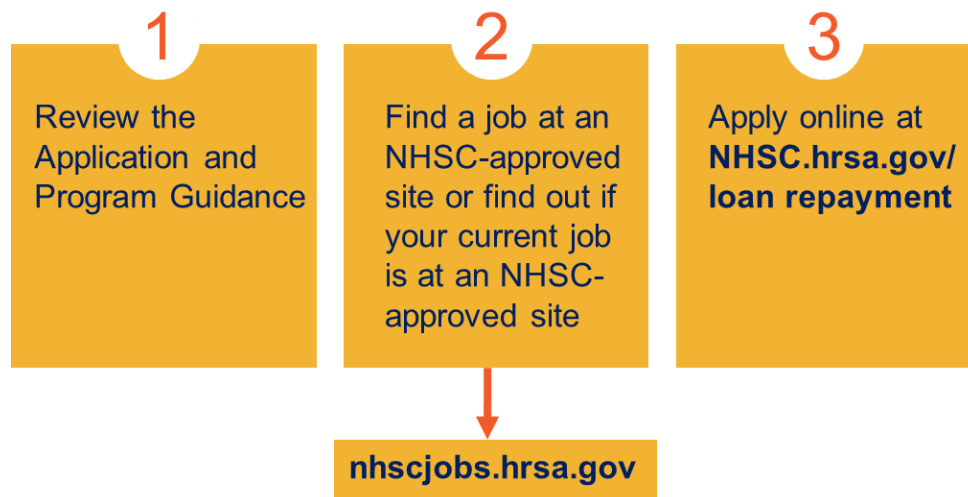 1
Review the
Application and
Program Guidance
2
Find a job at an
NHSC-approved
site or find out if
your current job
is at an NHSC-
approved site
nhscjobs.hrsa.gov
3
Apply online at
NHSC.hrsa.gov/
loan repayment